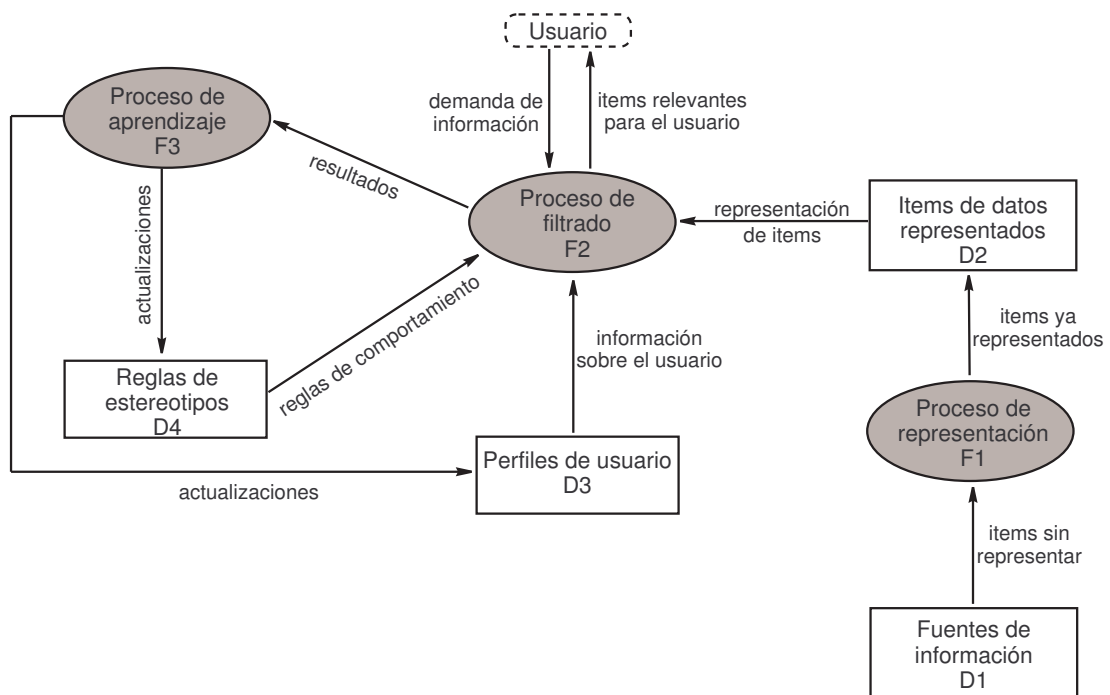 Usuario
Proceso de
aprendizaje
F3
demanda de
información
items relevantes
para el usuario
resultados
Proceso de
filtrado
F2
representación
de items
Items de datos
representados
D2
actualizaciones
reglas de comportamiento
información
sobre el usuario
items ya
representados
Reglas de
estereotipos
D4
Proceso de
representación
F1
Perfiles de usuario
D3
actualizaciones
items sin
representar
Fuentes de
información
D1